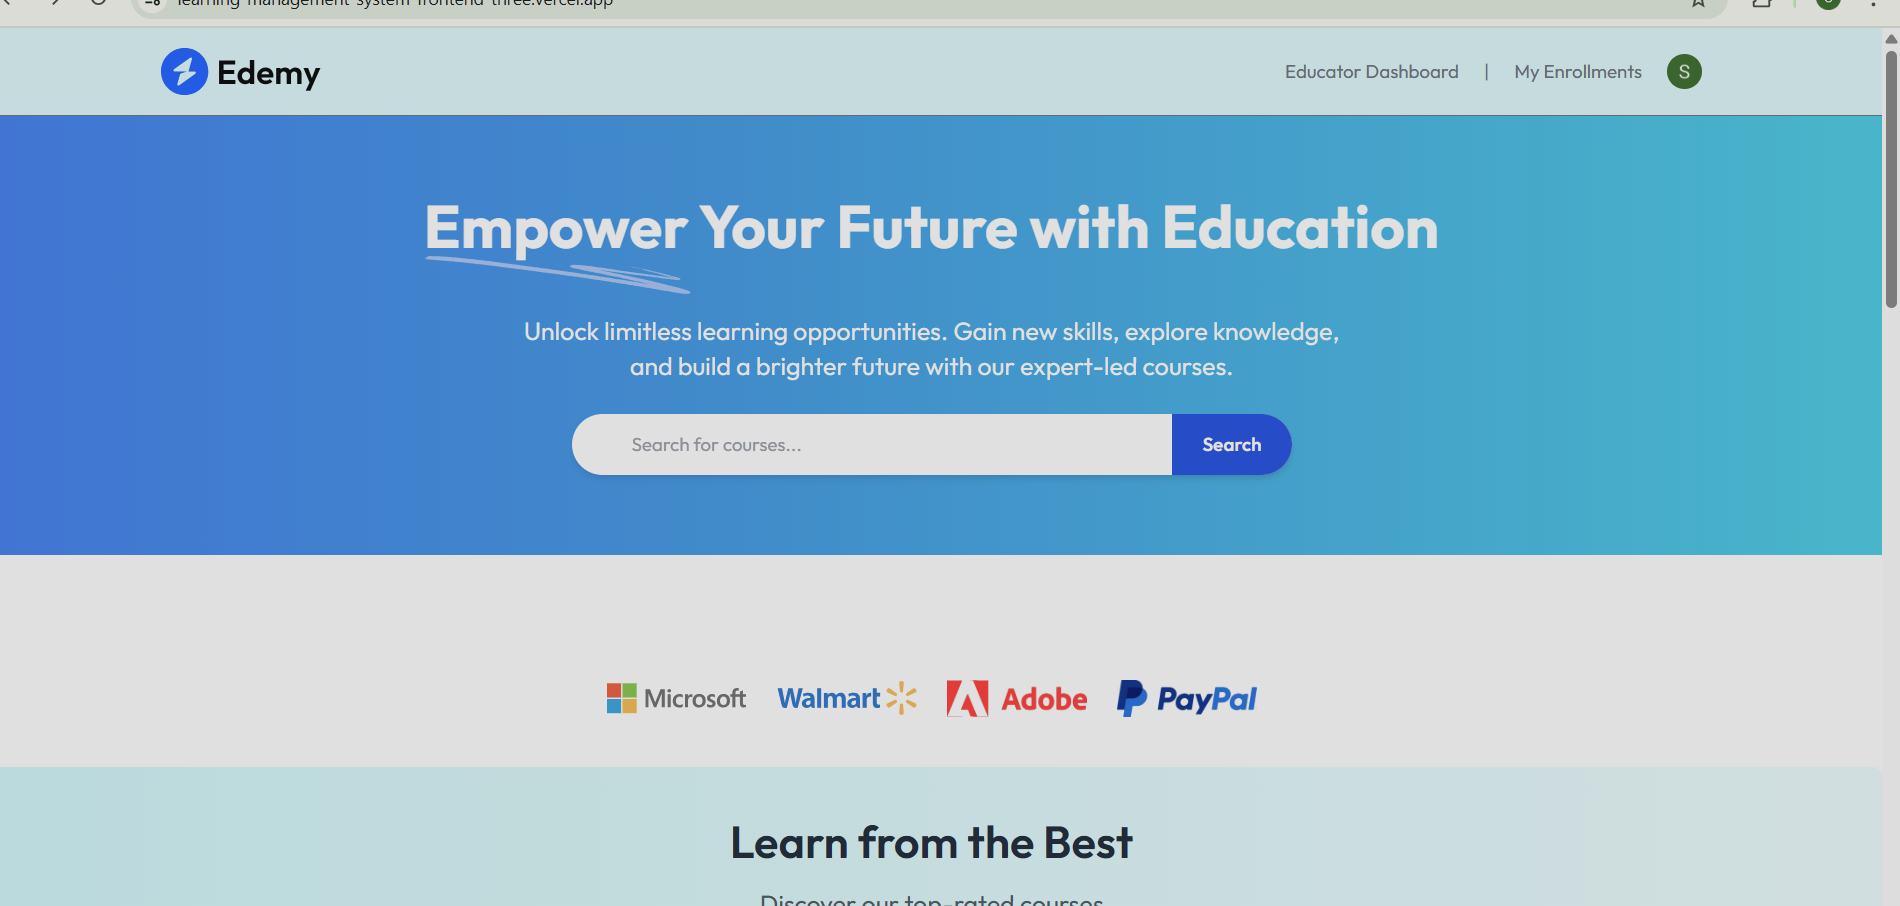 learning-management-system-frontend-three.vercel.app
Edemy
Educator Dashboard | My Enrollments S
Empower Your Future with Education
Unlock limitless learning opportunities. Gain new skills, explore knowledge,
and build a brighter future with our expert-led courses.
Search for courses... Search
Microsoft Walmart Adobe PayPal
Learn from the Best
Discover our top-rated courses